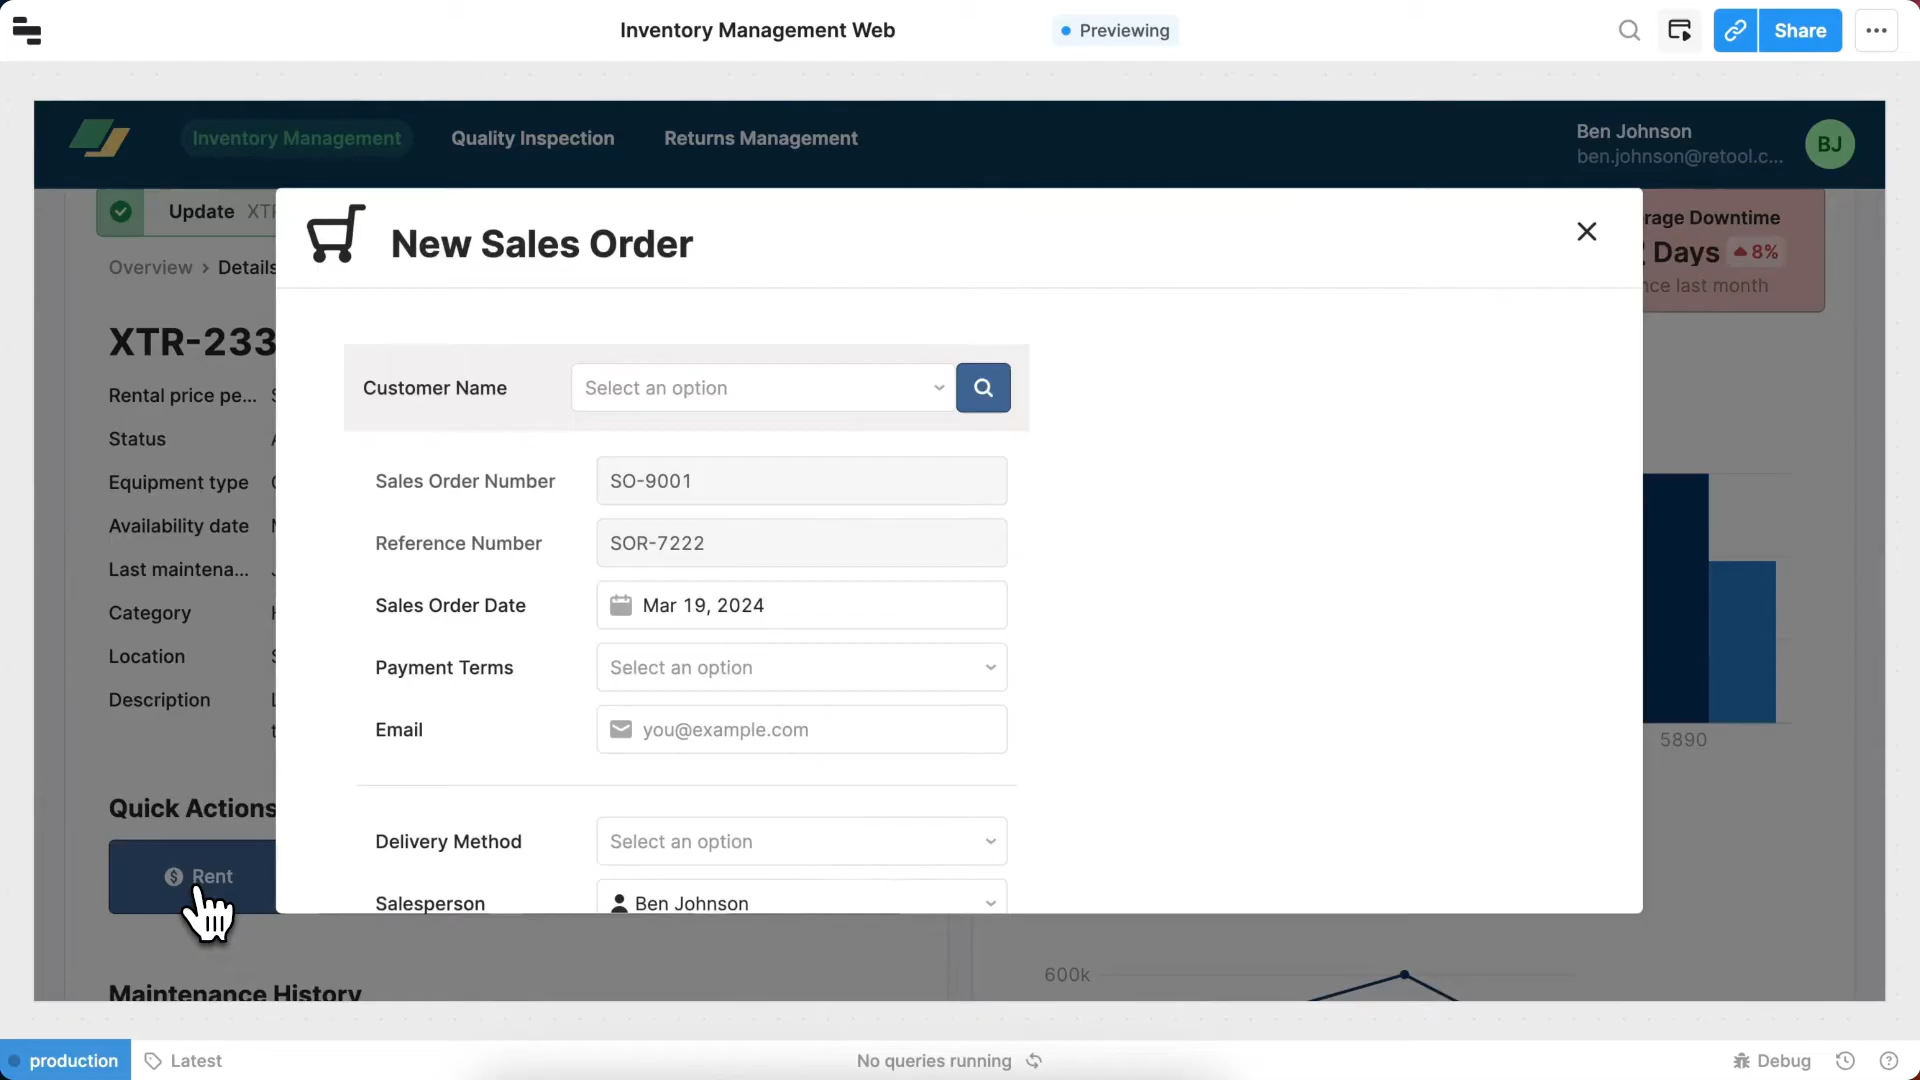 Inventory Management Web
Previewing
Share
Inventory Management
Quality Inspection
Returns Management
Ben Johnson
ben.johnson@retool.c...
BJ
Update
Overview > Details
XTR-233
Rental price pe...
Status
Equipment type
Availability date
Last maintena...
Category
Location
Description
Quick Actions
Rent
Maintenance History
New Sales Order
Customer Name
Select an option
Sales Order Number
SO-9001
Reference Number
SOR-7222
Sales Order Date
Mar 19, 2024
Payment Terms
Select an option
Email
you@example.com
Delivery Method
Select an option
Salesperson
Ben Johnson
Downtime
Days
8%
last month
5890
600k
production
Latest
No queries running
Debug